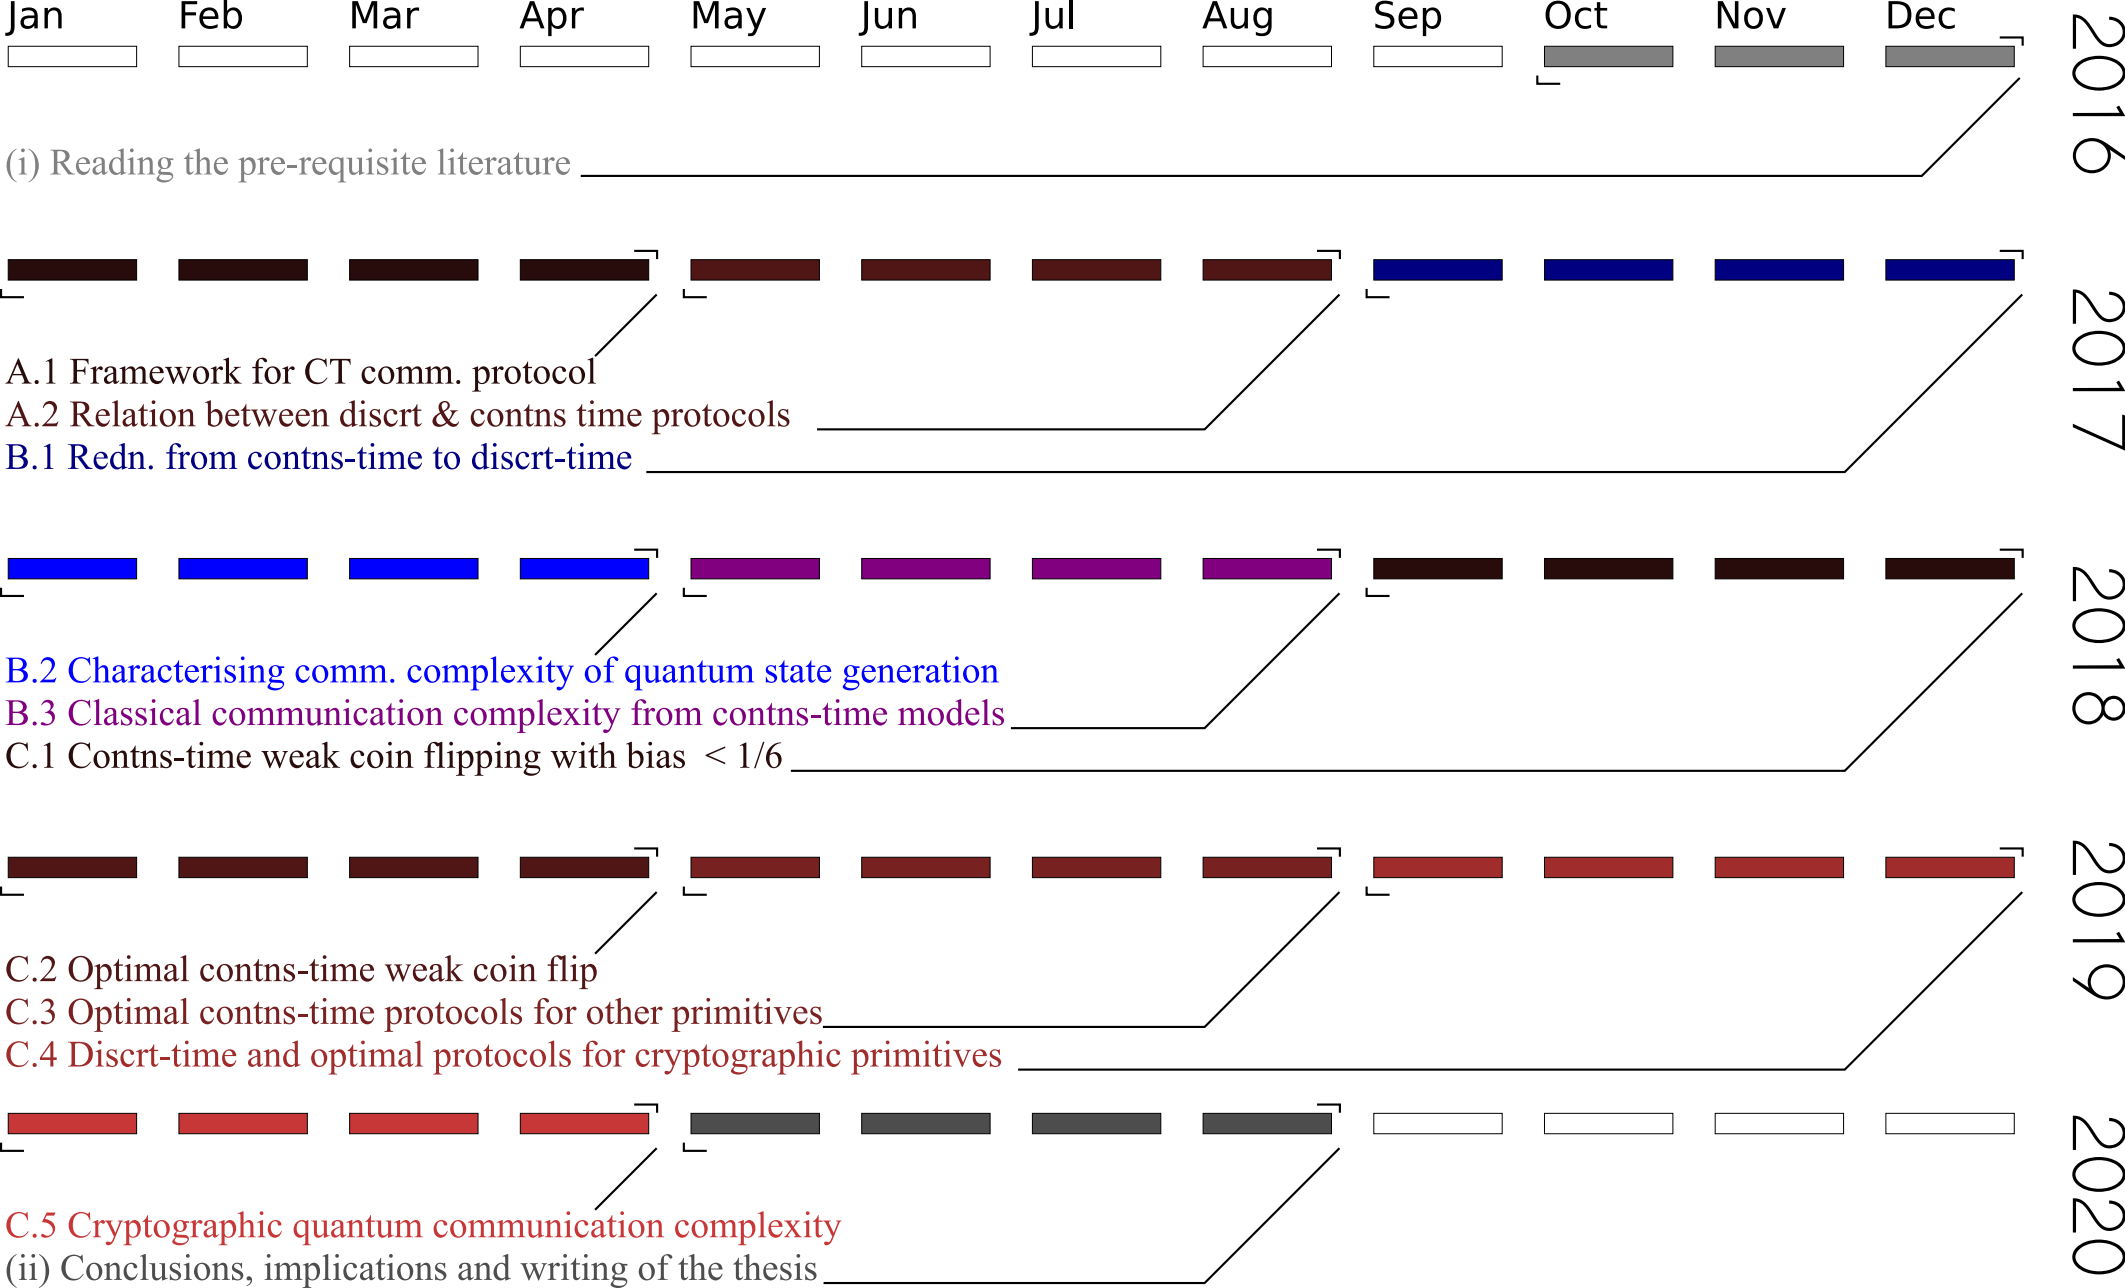 Jan Feb Mar Apr May Jun Jul Aug Sep Oct Nov Dec
2016
(i) Reading the pre-requisite literature
2017
A.1 Framework for CT comm. protocol
A.2 Relation between discrt & contns time protocols
B.1 Redn. from contns-time to discrt-time
2018
B.2 Characterising comm. complexity of quantum state generation
B.3 Classical communication complexity from contns-time models
C.1 Contns-time weak coin flipping with bias < 1/6
2019
C.2 Optimal contns-time weak coin flip
C.3 Optimal contns-time protocols for other primitives
C.4 Discrt-time and optimal protocols for cryptographic primitives
2020
C.5 Cryptographic quantum communication complexity
(ii) Conclusions, implications and writing of the thesis